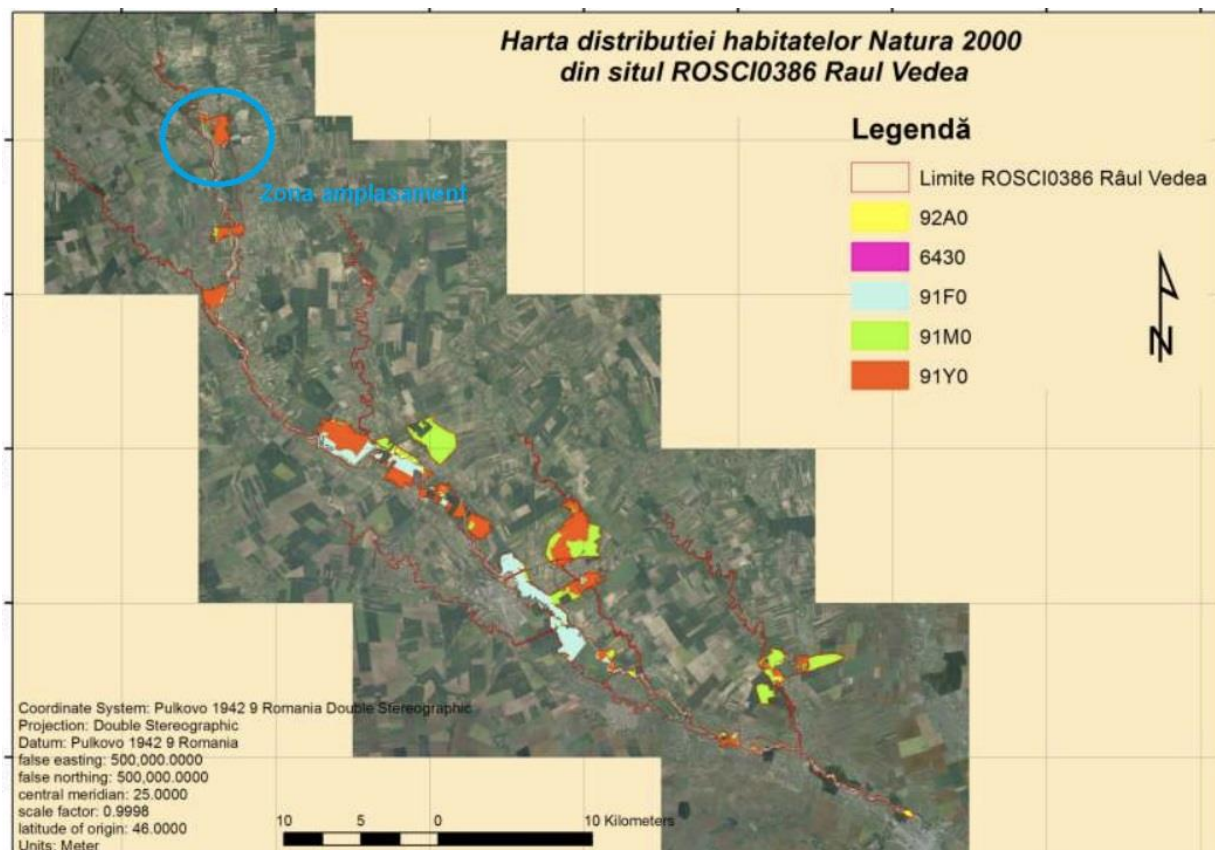 Harta distributiei habitatelor Natura 2000
din situl ROSCI0386 Raul Vedea
Zona amplasament
Legendă
Limite ROSCI0386 Râul Vedea
92A0
6430
91F0
91M0
91Y0
N
Coordinate System: Pulkovo 1942 9 Romania Double Stereographic
Projection: Double Stereographic
Datum: Pulkovo 1942 9 Romania
false easting: 500,000.0000
false northing: 500,000.0000
central meridian: 25.0000
scale factor: 0.9998
latitude of origin: 46.0000
Units: Meter
10 5 0 10 Kilometers